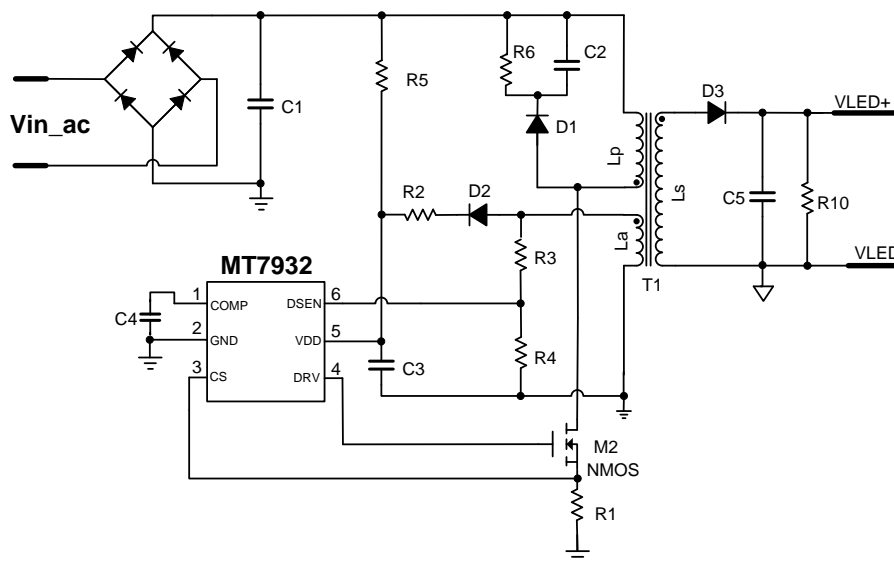 R6
C2
R5
D3
VLED+
C1
Vin_ac
D1
Lp
Ls
R2
D2
C5
R10
La
MT7932
R3
VLED
T1
1
COMP
DSEN
6
C4
2
GND
VDD
5
R4
3
CS
DRV
4
C3
M2
NMOS
R1